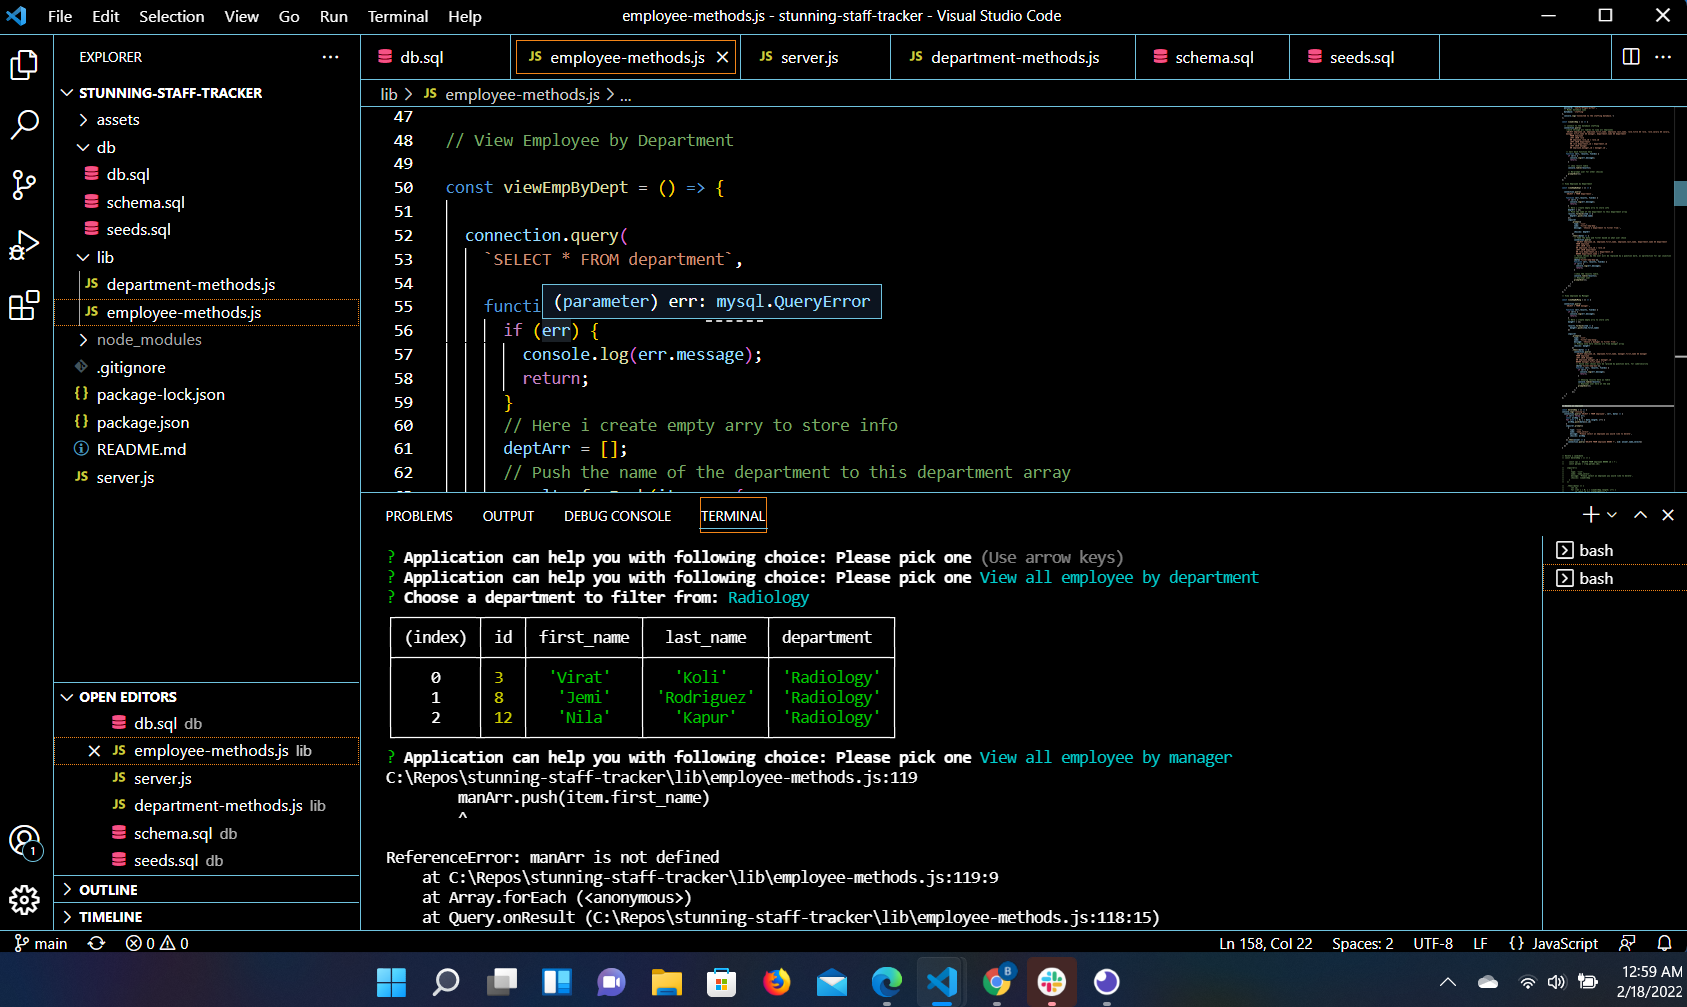 File Edit Selection View Go Run Terminal Help employee-methods.js - stunning-staff-tracker - Visual Studio Code
EXPLORER
STUNNING-STAFF-TRACKER
assets
db
db.sql
schema.sql
seeds.sql
lib
JS department-methods.js
JS employee-methods.js
node_modules
.gitignore
{} package-lock.json
{} package.json
README.md
JS server.js
OPEN EDITORS
db.sql db
JS employee-methods.js lib
JS server.js
JS department-methods.js lib
schema.sql db
seeds.sql db
OUTLINE
TIMELINE
1
db.sql JS employee-methods.js JS server.js JS department-methods.js schema.sql seeds.sql
lib > JS employee-methods.js > ...
47
48 // View Employee by Department
49
50 const viewEmpByDept = () => {
51
52 connection.query(
53 `SELECT * FROM department`,
54
55 functi
(parameter) err: mysql.QueryError
56 if (err) {
57 console.log(err.message);
58 return;
59 }
60 // Here i create empty arry to store info
61 deptArr = [];
62 // Push the name of the department to this department array
PROBLEMS OUTPUT DEBUG CONSOLE TERMINAL
bash
bash
? Application can help you with following choice: Please pick one (Use arrow keys)
? Application can help you with following choice: Please pick one View all employee by department
? Choose a department to filter from: Radiology
(index) id first_name last_name department
0 3 'Virat' 'Koli' 'Radiology'
1 8 'Jemi' 'Rodriguez' 'Radiology'
2 12 'Nila' 'Kapur' 'Radiology'
? Application can help you with following choice: Please pick one View all employee by manager
C:\Repos\stunning-staff-tracker\lib\employee-methods.js:119
manArr.push(item.first_name)
^
ReferenceError: manArr is not defined
at C:\Repos\stunning-staff-tracker\lib\employee-methods.js:119:9
at Array.forEach (<anonymous>)
at Query.onResult (C:\Repos\stunning-staff-tracker\lib\employee-methods.js:118:15)
main 0 0 Ln 158, Col 22 Spaces: 2 UTF-8 LF {} JavaScript
B
12:59 AM
2/18/2022